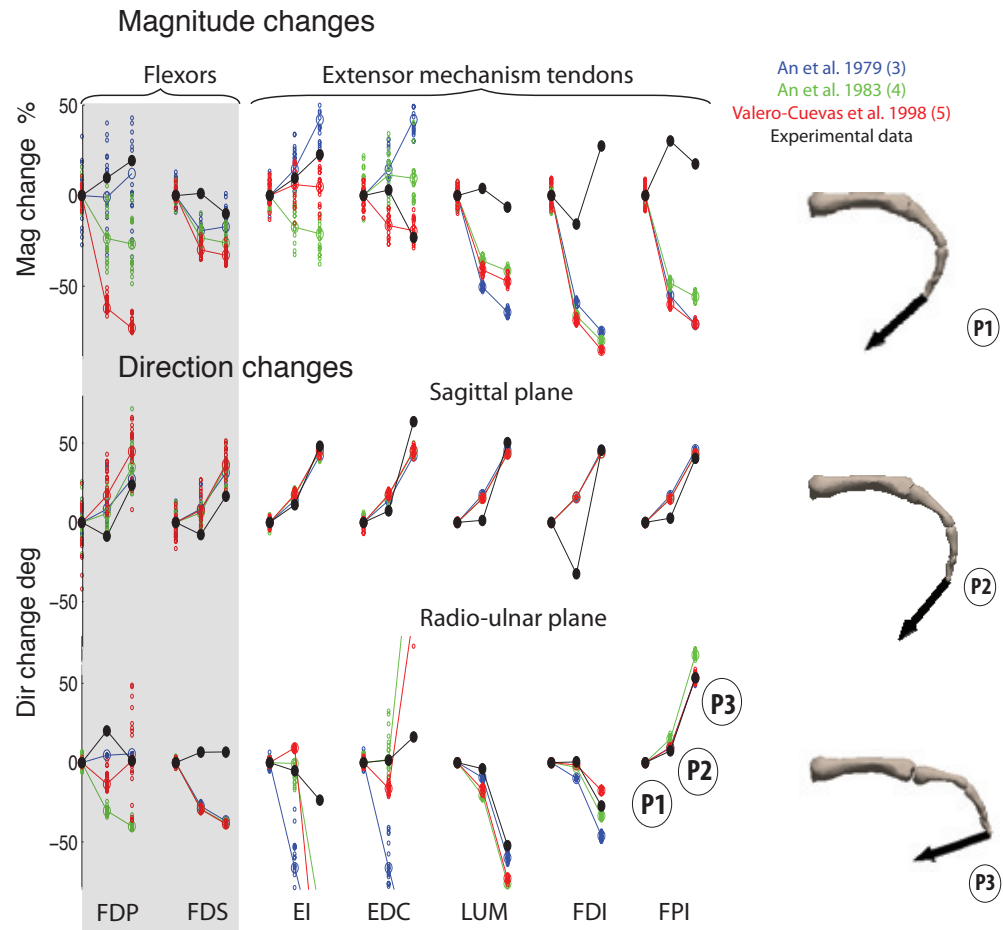 Magnitude changes
Flexors
Extensor mechanism tendons
An et al. 1979 (3)
An et al. 1983 (4)
Valero-Cuevas et al. 1998 (5)
Experimental data
Mag change %
50
0
−50
P1
Direction changes
Sagittal plane
Dir change deg
50
0
−50
P2
Radio-ulnar plane
50
0
−50
P3
P2
P1
P3
FDP
FDS
EI
EDC
LUM
FDI
FPI